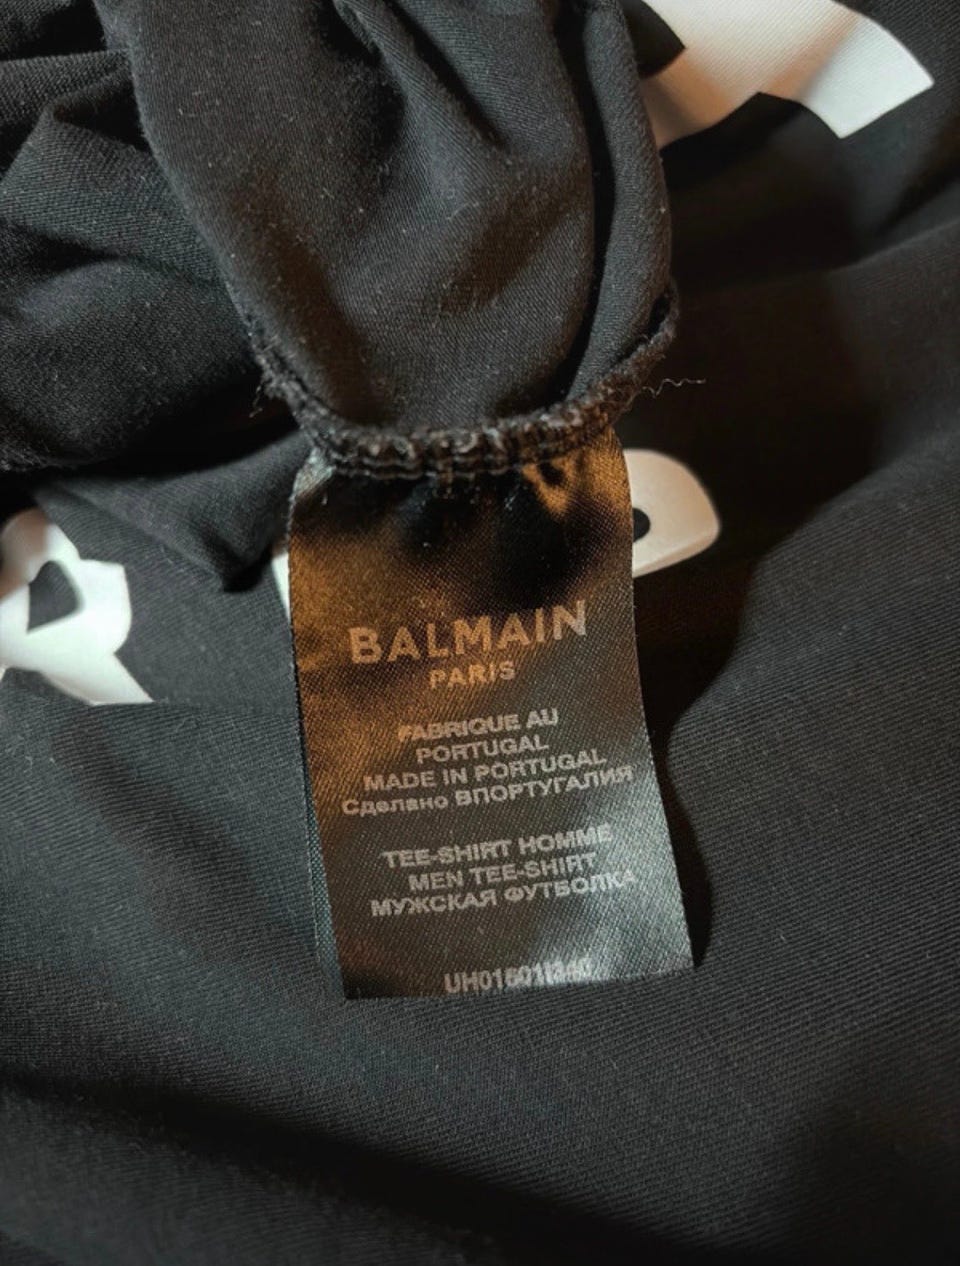 BALMAIN
PARIS
FABRIQUE AU
PORTUGAL
MADE IN PORTUGAL
Сделано ВПОРТУГАЛИЯ
TEE-SHIRT HOMME
MEN TEE-SHIRT
МУЖСКАЯ ФУТБОЛКА